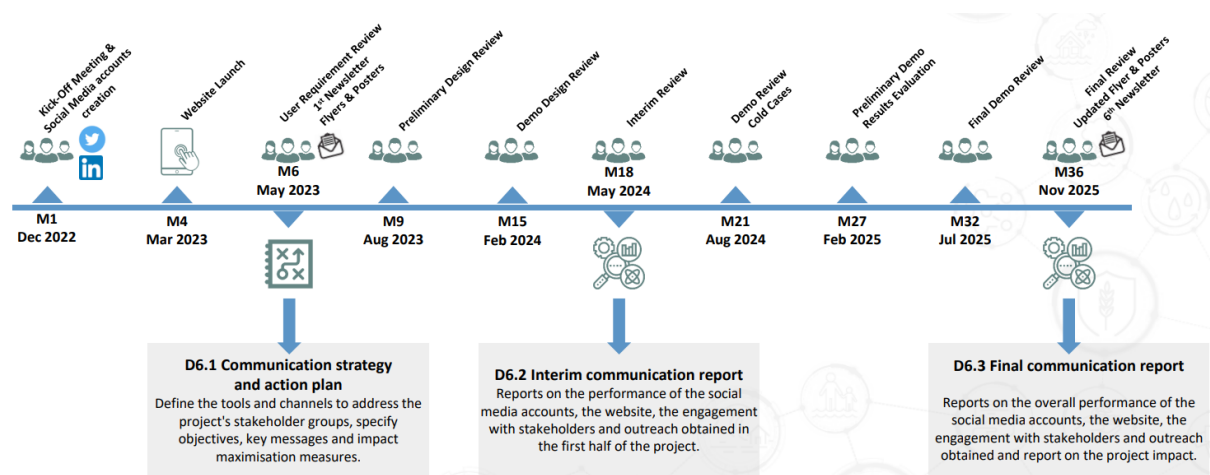 Kick-Off Meeting &
Social Media accounts
creation
Website Launch
User Requirement Review
1st Newsletter
Flyers & Posters
Preliminary Design Review
Demo Design Review
Interim Review
Demo Review
Cold Cases
Preliminary Demo
Results Evaluation
Final Demo Review
Final Review
Updated Flyer & Posters
6th Newsletter
in
M6
May 2023
M18
May 2024
M36
Nov 2025
M1
Dec 2022
M4
Mar 2023
M9
Aug 2023
M15
Feb 2024
M21
Aug 2024
M27
Feb 2025
M32
Jul 2025
D6.1 Communication strategy
and action plan
Define the tools and channels to address the
project's stakeholder groups, specify
objectives, key messages and impact
maximisation measures.
D6.2 Interim communication report
Reports on the performance of the social
media accounts, the website, the engagement
with stakeholders and outreach obtained in
the first half of the project.
D6.3 Final communication report
Reports on the overall performance of the
social media accounts, the website, the
engagement with stakeholders and outreach
obtained and report on the project impact.